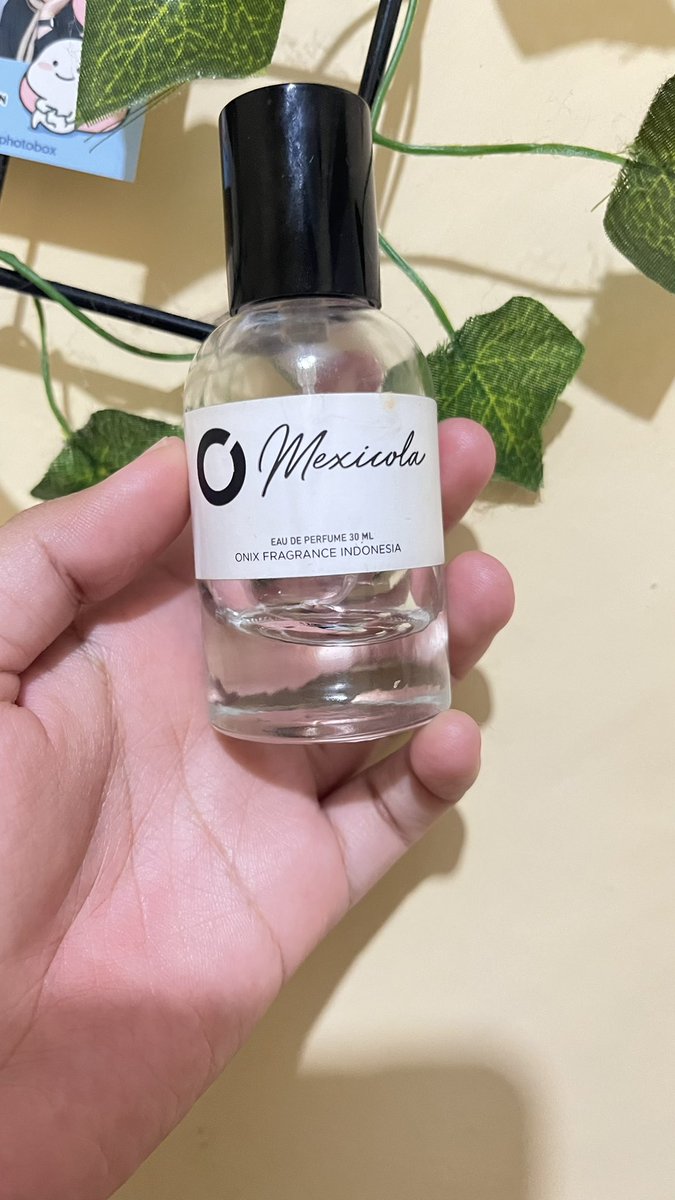 photobox
Mexicola
EAU DE PERFUME 30 ML
ONIX FRAGRANCE INDONESIA